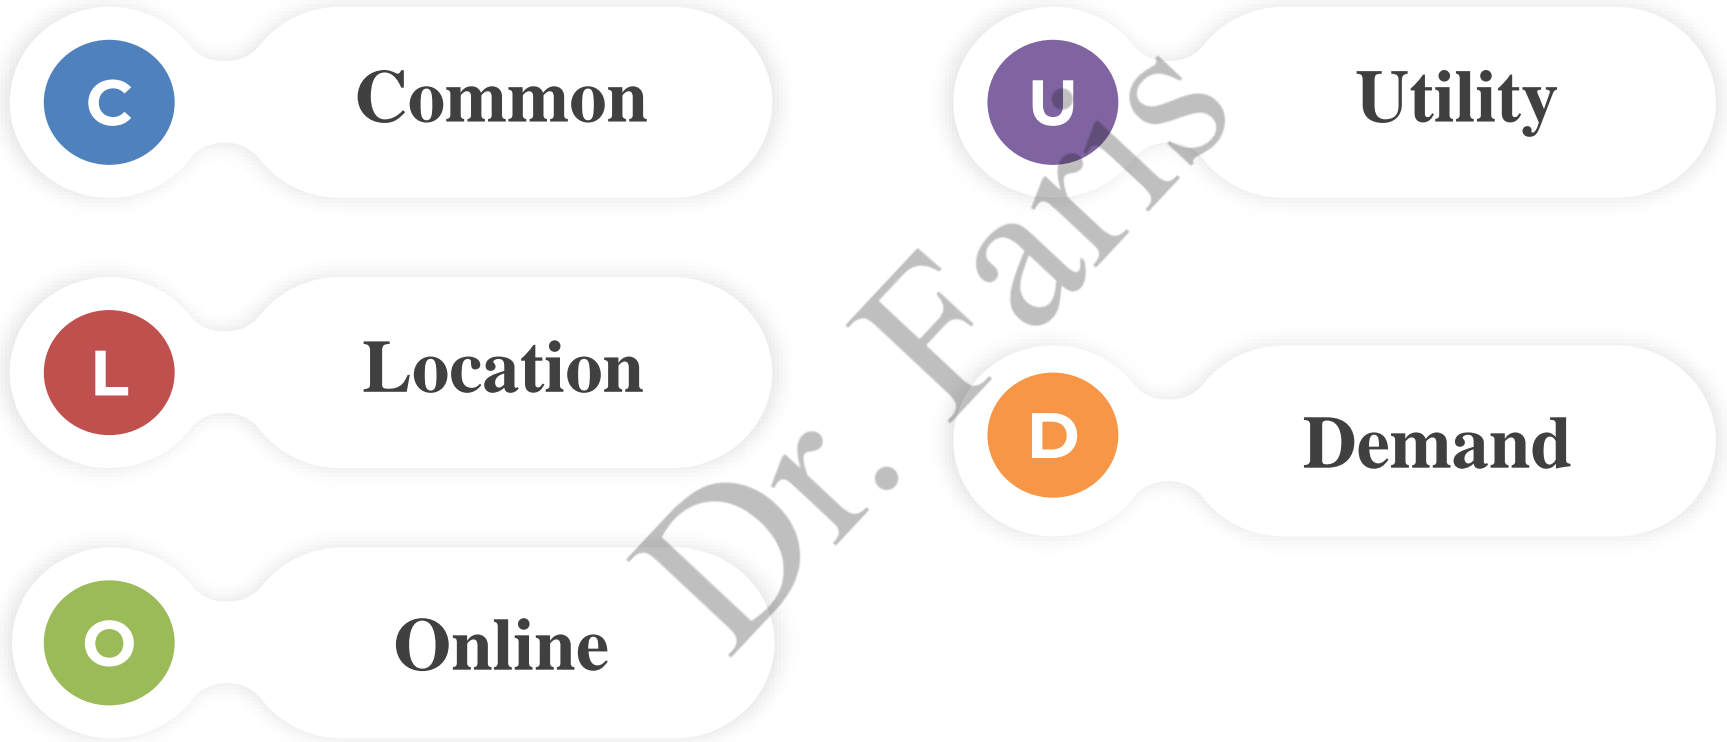 C Common
L Location
O Online
U Utility
D Demand
Dr. Faris